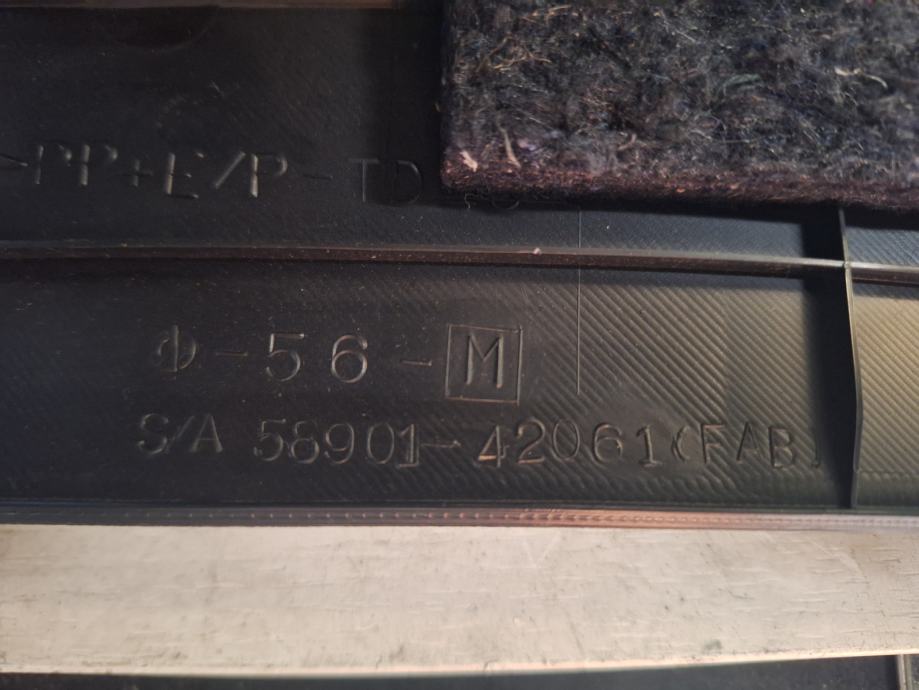 >PP+E/P-TD
ф-56-M
S/A 58901-42061(FAB)